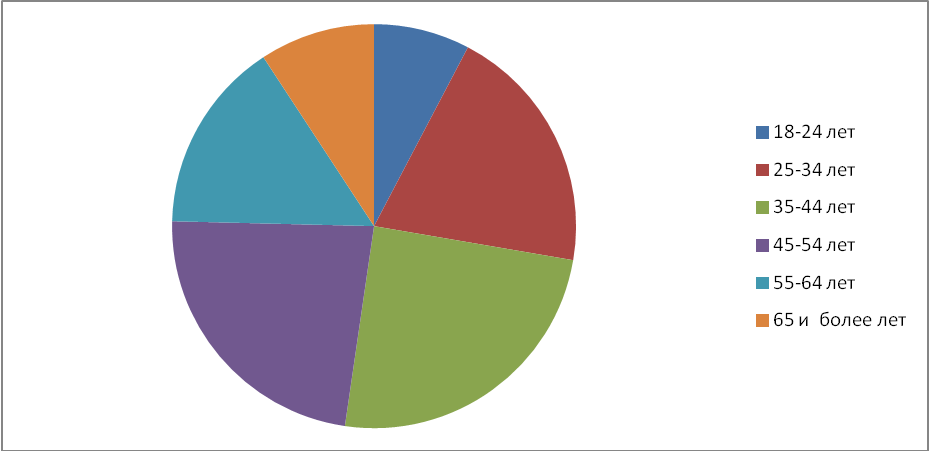 18-24 лет
25-34 лет
35-44 лет
45-54 лет
55-64 лет
65 и  более лет